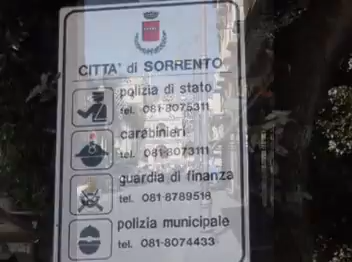 CITTA' di SORRENTO
polizia di stato
tel. 081-8075311
carabinieri
tel. 081-8073111
guardia di finanza
tel. 081-8789516
polizia municipale
tel. 081-8074433